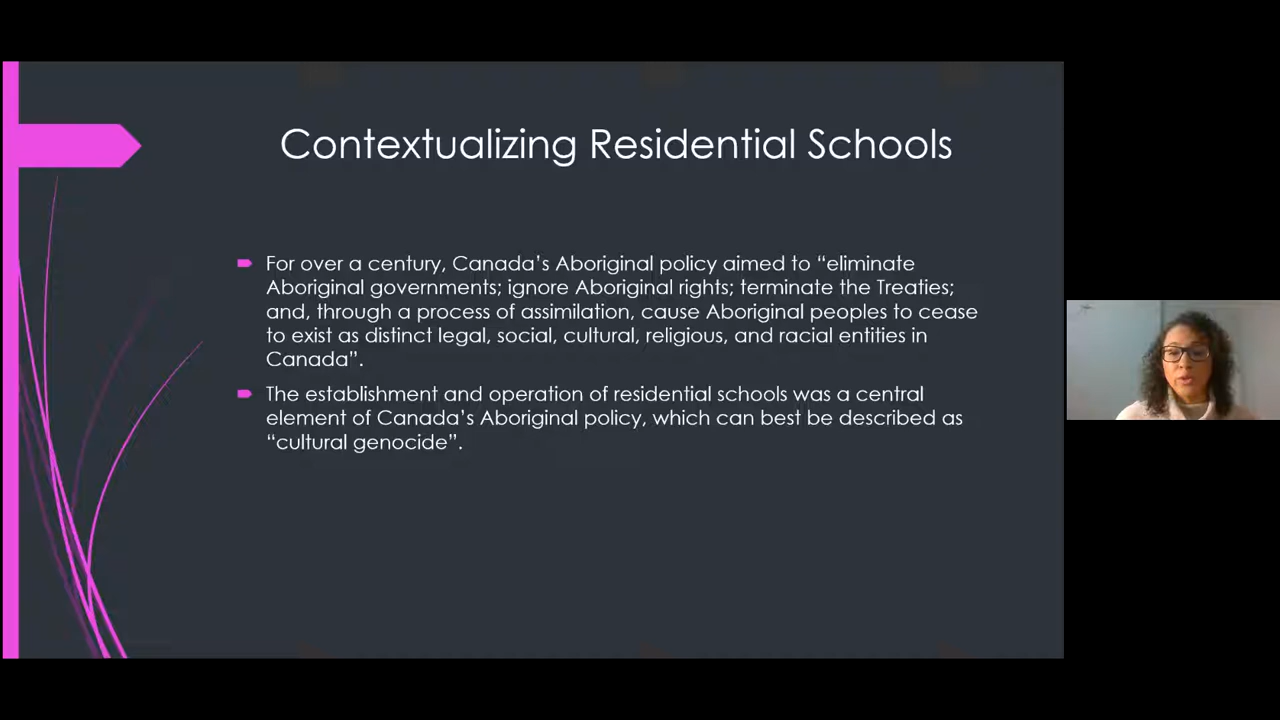 Contextualizing Residential Schools
For over a century, Canada's Aboriginal policy aimed to “eliminate
Aboriginal governments; ignore Aboriginal rights; terminate the Treaties;
and, through a process of assimilation, cause Aboriginal peoples to cease
to exist as distinct legal, social, cultural, religious, and racial entities in
Canada”.
The establishment and operation of residential schools was a central
element of Canada's Aboriginal policy, which can best be described as
“cultural genocide”.